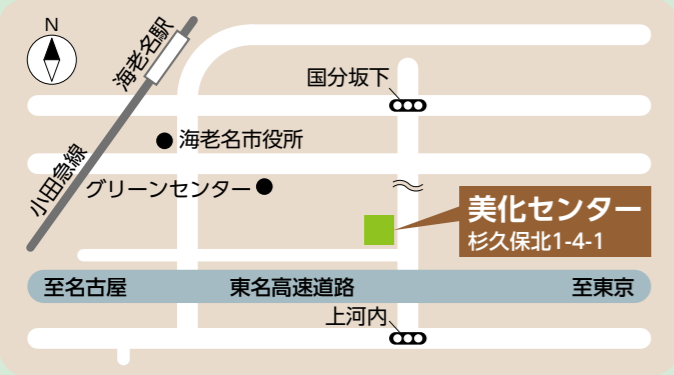 N
海老名駅
国分坂下
海老名市役所
小田急線
グリーンセンター
美化センター
杉久保北1-4-1
至名古屋
東名高速道路
至東京
上河内